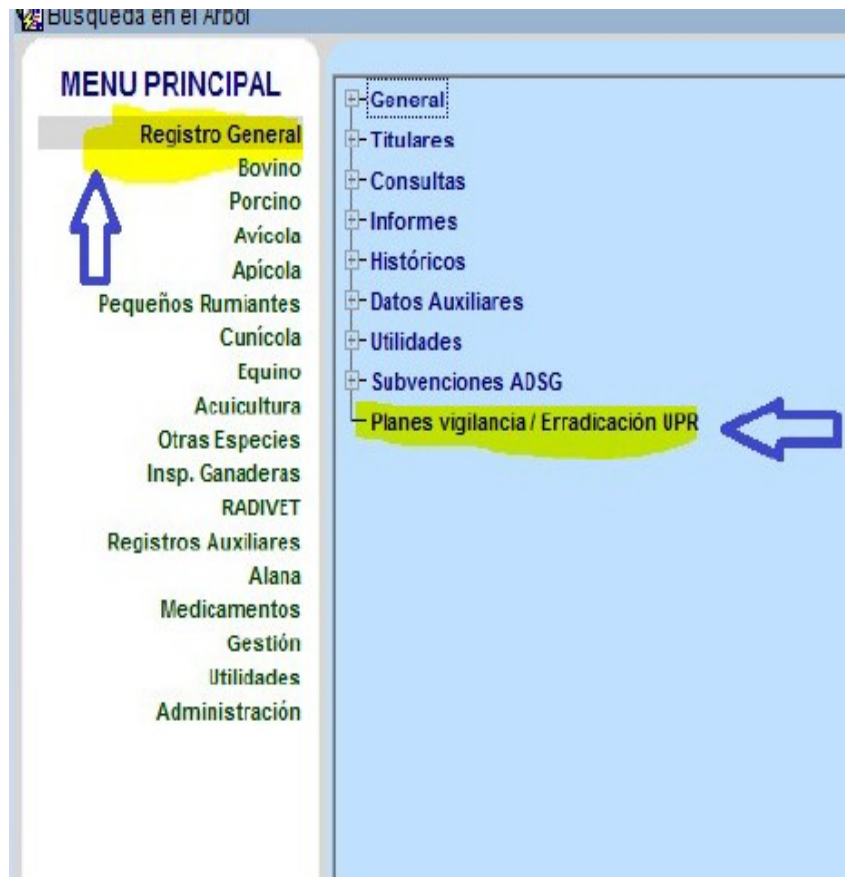 Busqueda en el Arbol
MENU PRINCIPAL
Registro General
Bovino
Porcino
Avícola
Apícola
Pequeños Rumiantes
Cunícola
Equino
Acuicultura
Otras Especies
Insp. Ganaderas
RADIVET
Registros Auxiliares
Alana
Medicamentos
Gestión
Utilidades
Administración
General
Titulares
Consultas
Informes
Históricos
Datos Auxiliares
Utilidades
Subvenciones ADSG
Planes vigilancia / Erradicación UPR